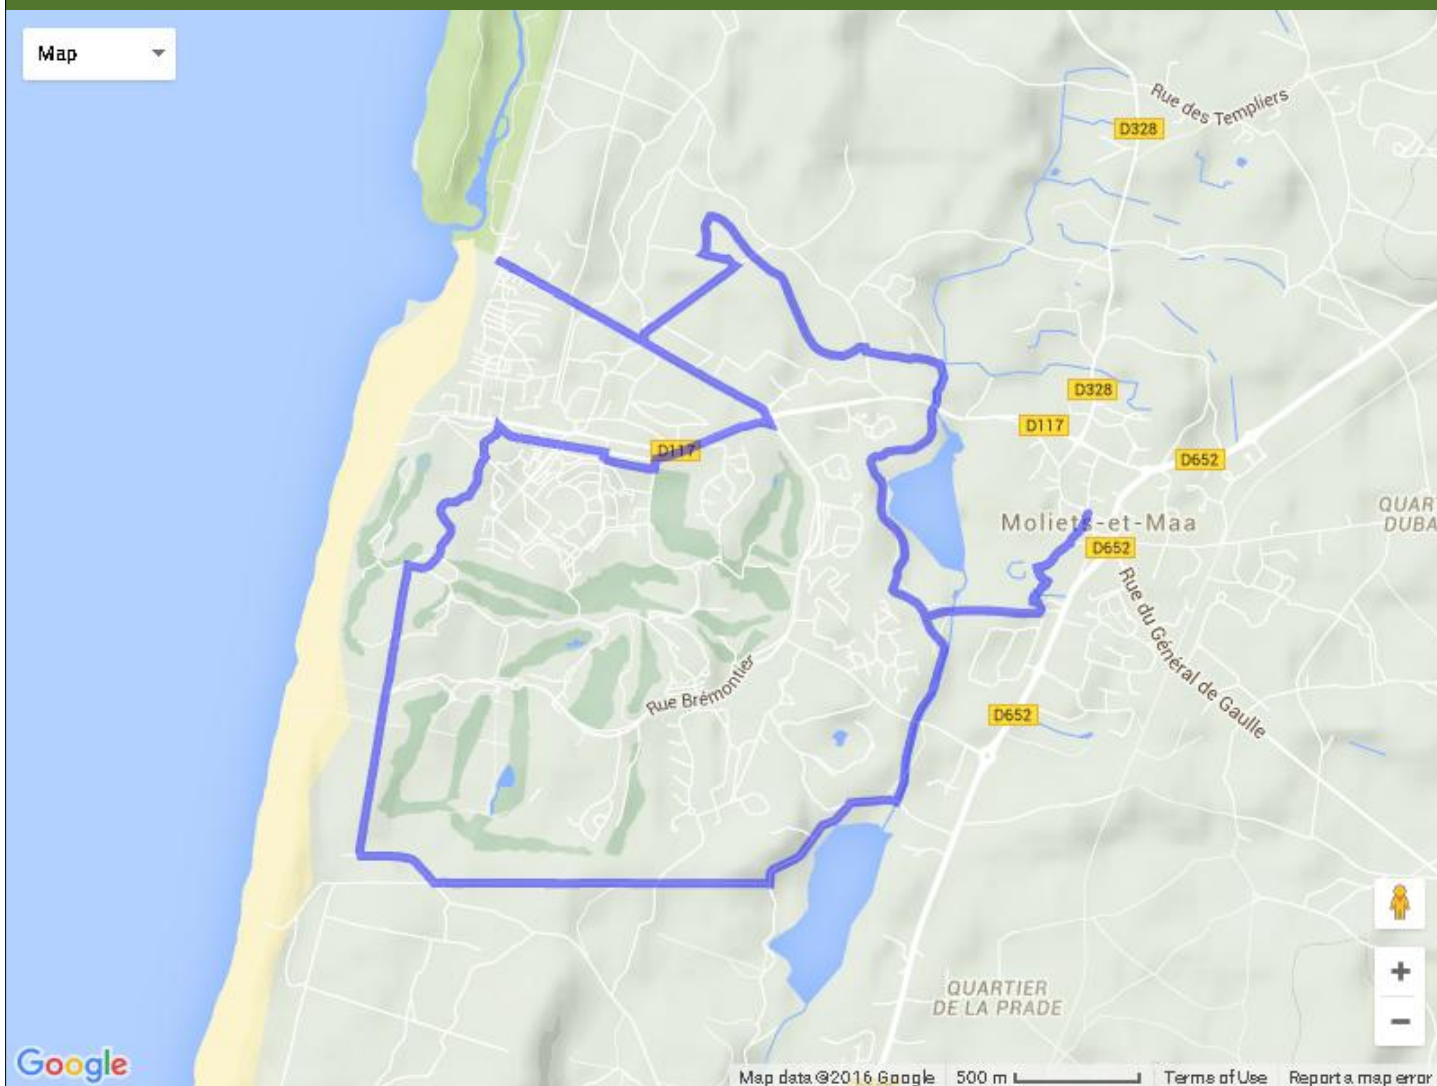 Map
Rue des Templiers
D328
D328
D117
D117
D652
QUAR
DUBA
Moliets-et-Maa
D652
Rue du Général de Gaulle
Rue Brémontier
D652
QUARTIER
DE LA PRADE
+
−
Google
Map data ©2016 Google 500 m Terms of Use Report a map error